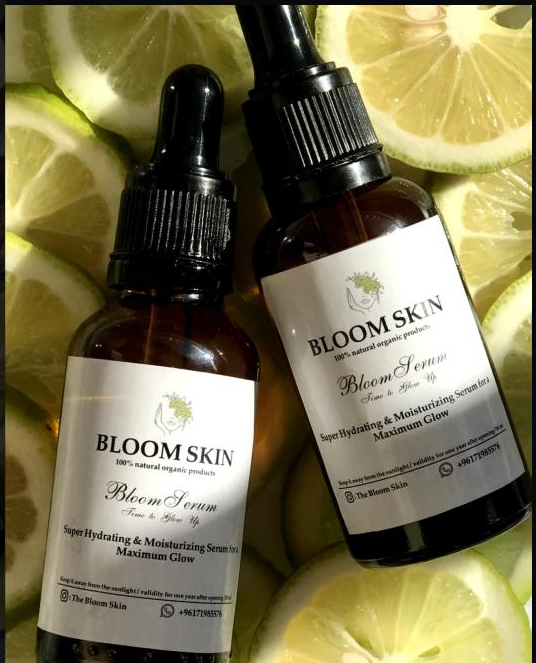 BLOOM SKIN
100% natural organic products
Bloom Serum
Time to Glow Up
Super Hydrating & Moisturizing Serum for a
Maximum Glow
Keep it away from the sunlight / validity for one year after opening
The Bloom Skin
+96171985576
BLOOM SKIN
100% natural organic products
Bloom Serum
Time to Glow Up
Super Hydrating & Moisturizing Serum for a
Maximum Glow
Keep it away from the sunlight / validity for one year after opening
: The Bloom Skin
+96171985576